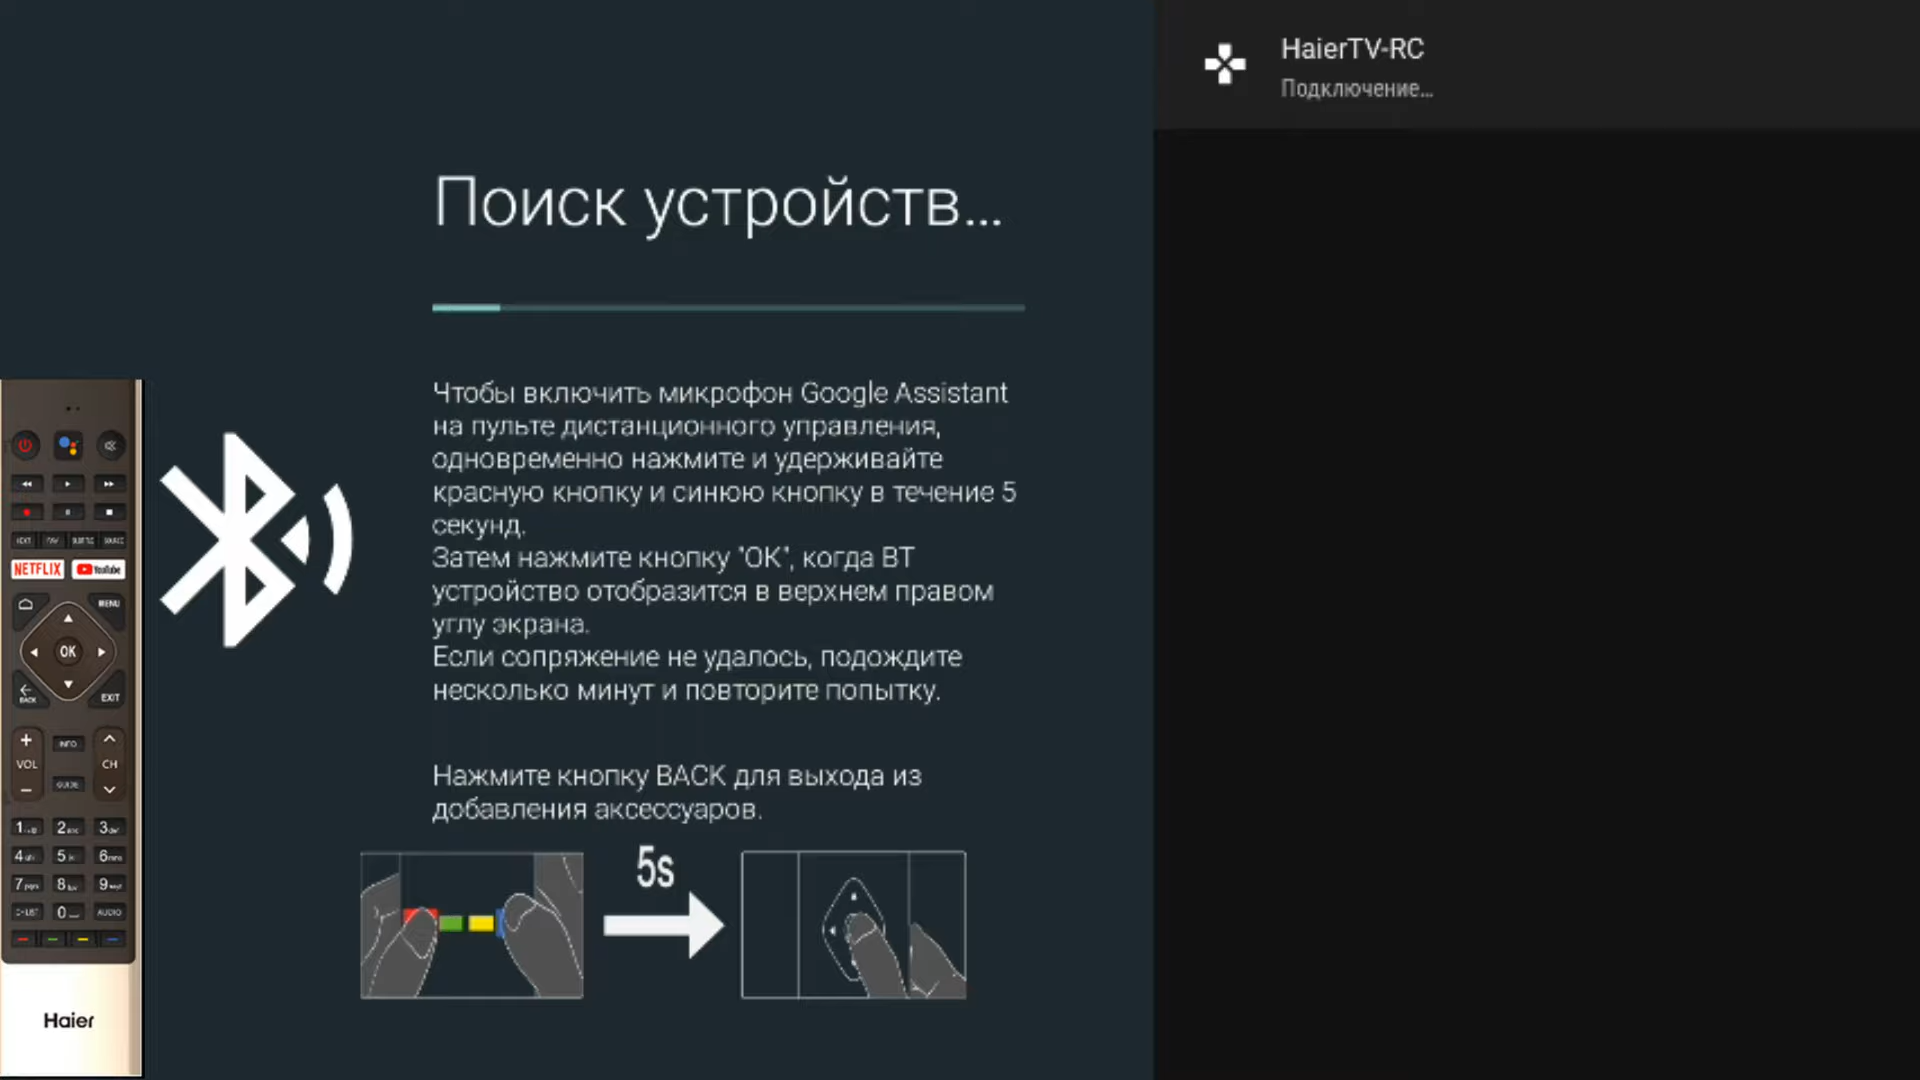 HaierTV-RC
Подключение...
Поиск устройств...
Чтобы включить микрофон Google Assistant
на пульте дистанционного управления,
одновременно нажмите и удерживайте
красную кнопку и синюю кнопку в течение 5
секунд.
Затем нажмите кнопку "OK", когда BT
устройство отобразится в верхнем правом
углу экрана.
Если сопряжение не удалось, подождите
несколько минут и повторите попытку.
Нажмите кнопку BACK для выхода из
добавления аксессуаров.
5s
NETFLIX YouTube
MENU
OK
BACK EXIT
INFO
VOL CH
GUIDE
1 2 3
4 5 6
7 8 9
0 AUDIO
Haier